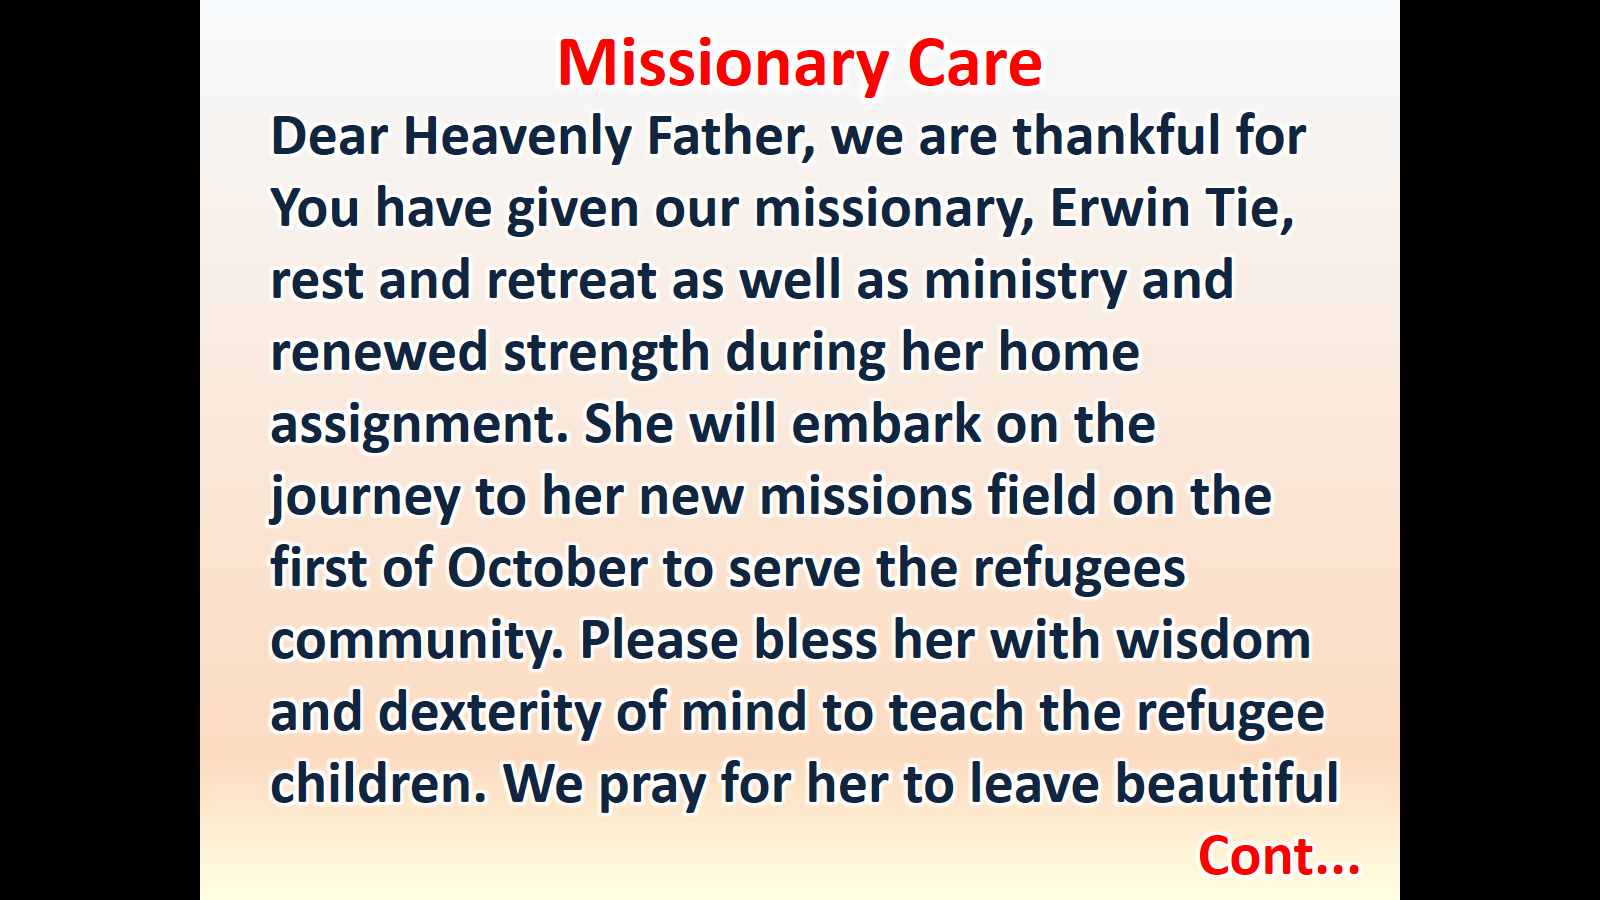 Missionary Care
Dear Heavenly Father, we are thankful for
You have given our missionary, Erwin Tie,
rest and retreat as well as ministry and
renewed strength during her home
assignment. She will embark on the
journey to her new missions field on the
first of October to serve the refugees
community. Please bless her with wisdom
and dexterity of mind to teach the refugee
children. We pray for her to leave beautiful
Cont...